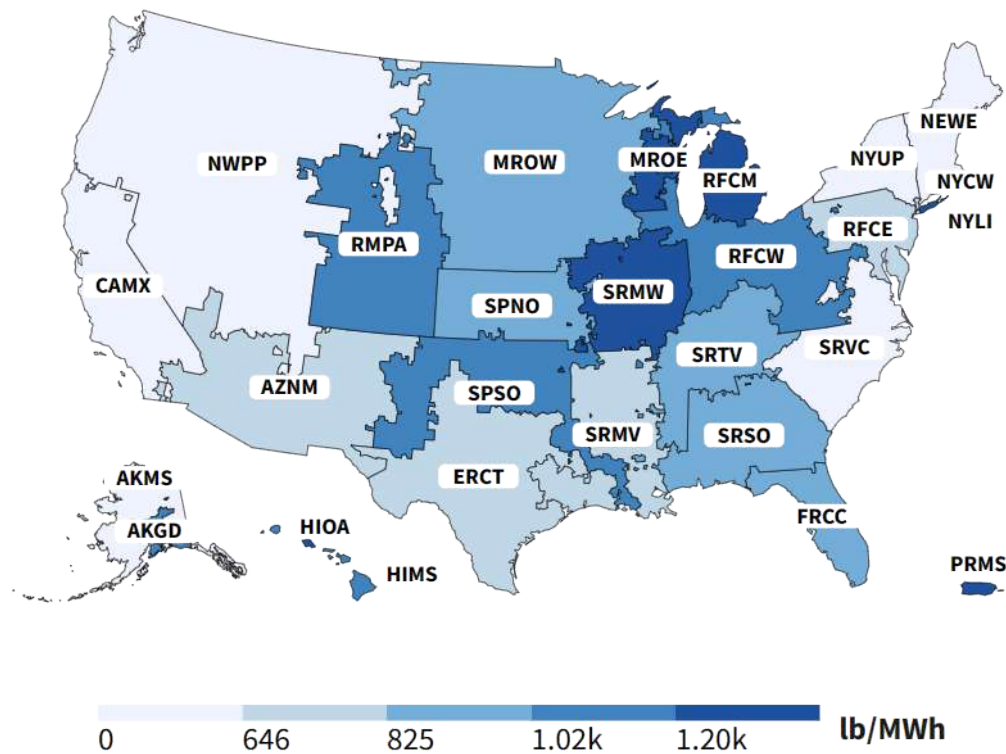 NEWE
NWPP
MROW
MROE
NYUP
RFCM
NYCW
NYLI
RFCE
RMPA
RFCW
CAMX
SRMW
SPNO
SRTV
SRVC
AZNM
SPSO
SRMV
SRSO
ERCT
AKMS
FRCC
AKGD
HIOA
HIMS
PRMS
0 646 825 1.02k 1.20k lb/MWh